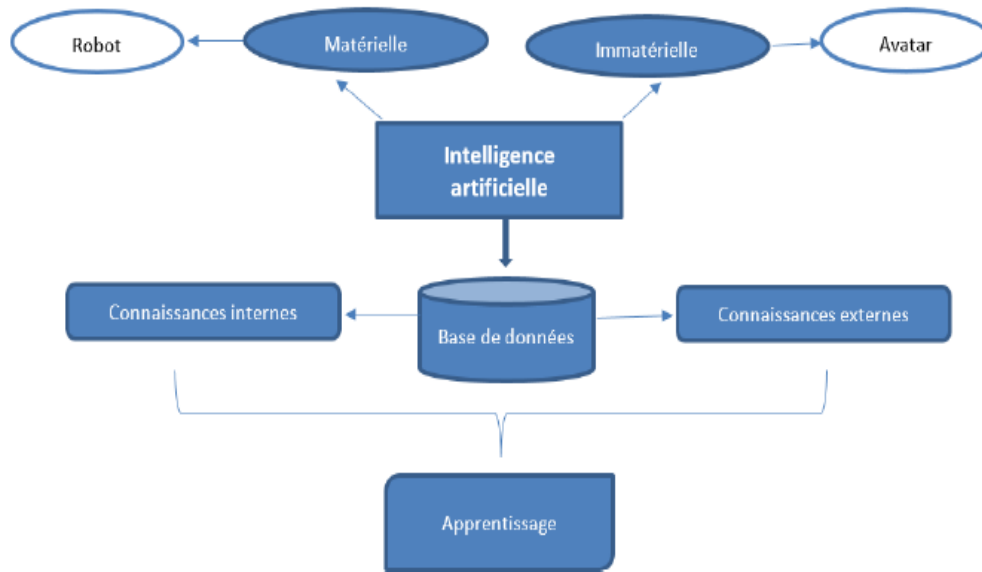 Robot
Matérielle
Immatérielle
Avatar
Intelligence
artificielle
Connaissances internes
Base de données
Connaissances externes
Apprentissage